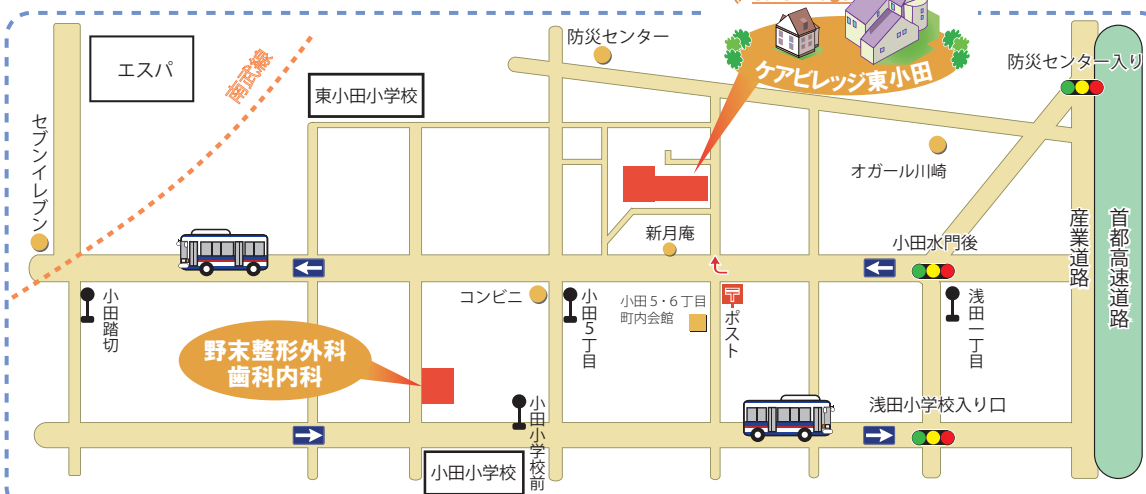 防災センター
ケアビレッジ東小田
防災センター入り
エスパ
南武線
東小田小学校
セブンイレブン
オガール川崎
産業道路
首都高速道路
新月庵
小田水門後
小田踏切
コンビニ
小田5丁目
小田5・6丁目
町内会館
〒
ポスト
浅田一丁目
野末整形外科
歯科内科
小田小学校前
浅田小学校入り口
小田小学校